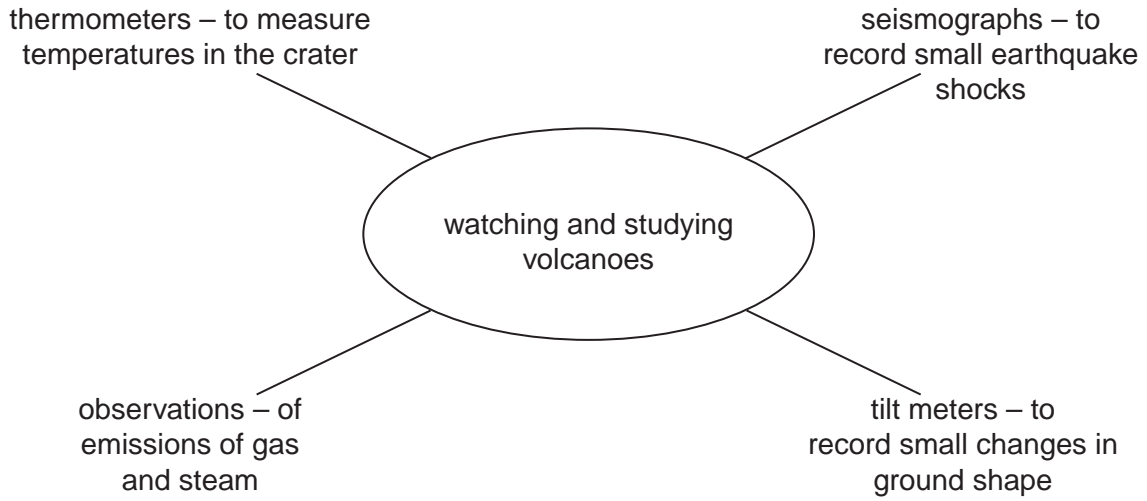 thermometers – to measure
temperatures in the crater
seismographs – to
record small earthquake
shocks
watching and studying
volcanoes
observations – of
emissions of gas
and steam
tilt meters – to
record small changes in
ground shape